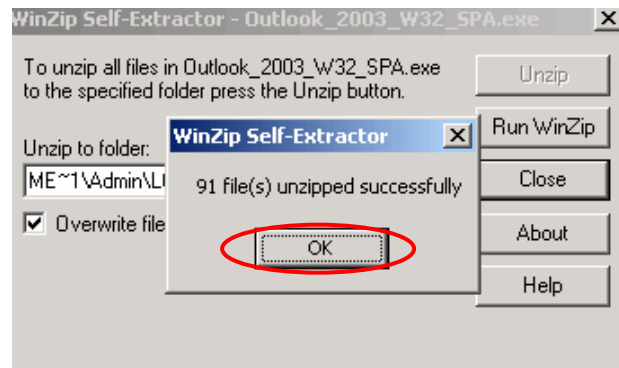 WinZip Self-Extractor - Outlook_2003_W32_SPA.exe
To unzip all files in Outlook_2003_W32_SPA.exe
to the specified folder press the Unzip button.
Unzip to folder:
ME~1\Admin\L
Overwrite file
WinZip Self-Extractor
91 file(s) unzipped successfully
OK
Unzip
Run WinZip
Close
About
Help